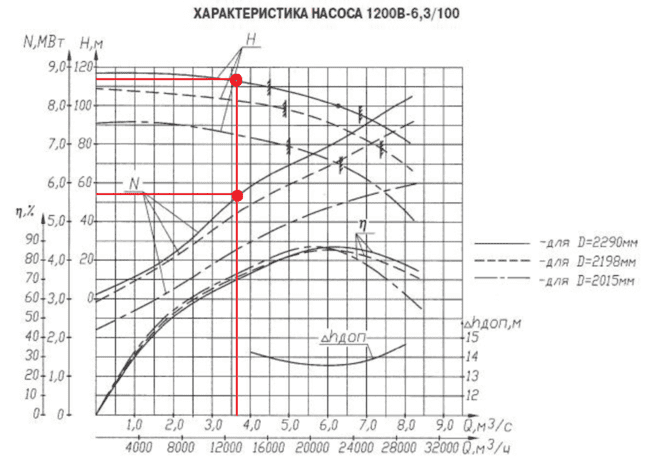 ХАРАКТЕРИСТИКА НАСОСА 1200В-6,3/100
N,МВт H,м
9,0 120
8,0 100
7,0 80
6,0 60
5,0 40
4,0 20
3,0 0
2,0
1,0
0
η,%
90
80
70
60
50
40
30
20
10
0
H
N
η
Δhдоп
-для D=2290мм
-для D=2198мм
-для D=2015мм
Δhдоп,м
15
14
13
12
1,0 2,0 3,0 4,0 5,0 6,0 7,0 8,0 9,0 Q,м3/с
4000 8000 12000 16000 20000 24000 28000 32000 Q,м3/ч